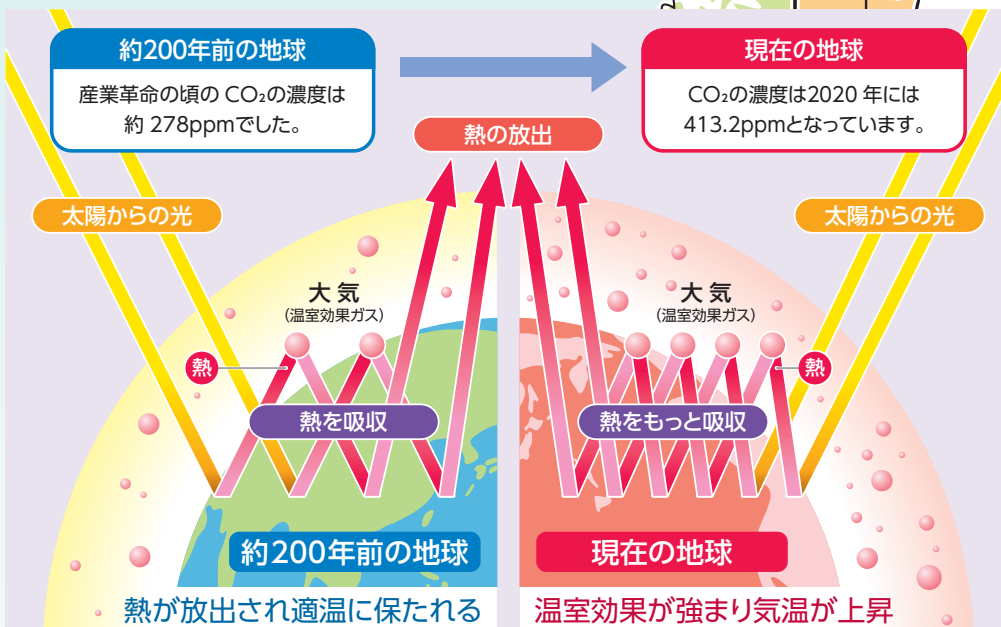 約200年前の地球
産業革命の頃の CO₂の濃度は
約 278ppmでした。
現在の地球
CO₂の濃度は2020 年には
413.2ppmとなっています。
熱の放出
太陽からの光
太陽からの光
大気
(温室効果ガス)
大気
(温室効果ガス)
熱
熱
熱を吸収
熱をもっと吸収
約200年前の地球
現在の地球
熱が放出され適温に保たれる
温室効果が強まり気温が上昇